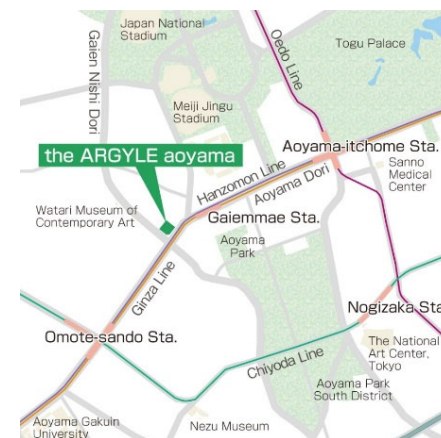 Japan National
Stadium
Togu Palace
Gaien Nishi Dori
Oedo Line
Meiji Jingu
Stadium
Aoyama-itchome Sta.
the ARGYLE aoyama
Sanno
Medical
Center
Hanzomon Line
Aoyama Dori
Watari Museum of
Contemporary Art
Gaiemmae Sta.
Aoyama
Park
Ginza Line
Nogizaka Sta
Omote-sando Sta.
The National
Art Center,
Tokyo
Chiyoda Line
Aoyama Park
South District
Aoyama Gakuin
University
Nezu Museum